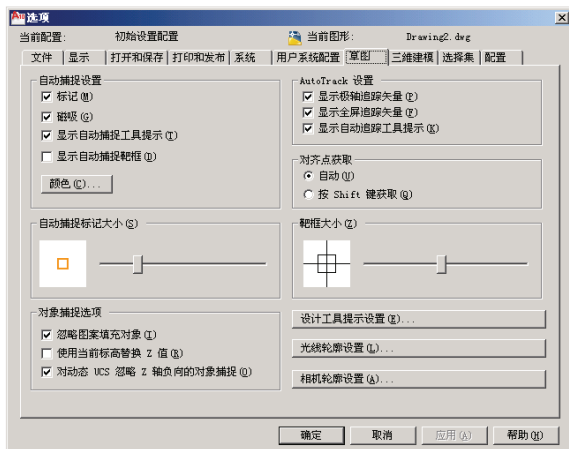 选项
当前配置: 初始设置配置 当前图形: Drawing2.dwg
文件 显示 打开和保存 打印和发布 系统 用户系统配置 草图 三维建模 选择集 配置
自动捕捉设置
标记(M)
磁吸(G)
显示自动捕捉工具提示(T)
显示自动捕捉靶框(D)
颜色(C)...
AutoTrack 设置
显示极轴追踪矢量(P)
显示全屏追踪矢量(F)
显示自动追踪工具提示(K)
对齐点获取
自动(U)
按 Shift 键获取(Q)
自动捕捉标记大小(S)
靶框大小(Z)
对象捕捉选项
忽略图案填充对象(I)
使用当前标高替换 Z 值(R)
对动态 UCS 忽略 Z 轴负向的对象捕捉(O)
设计工具提示设置(E)...
光线轮廓设置(L)...
相机轮廓设置(A)...
确定 取消 应用(A) 帮助(H)